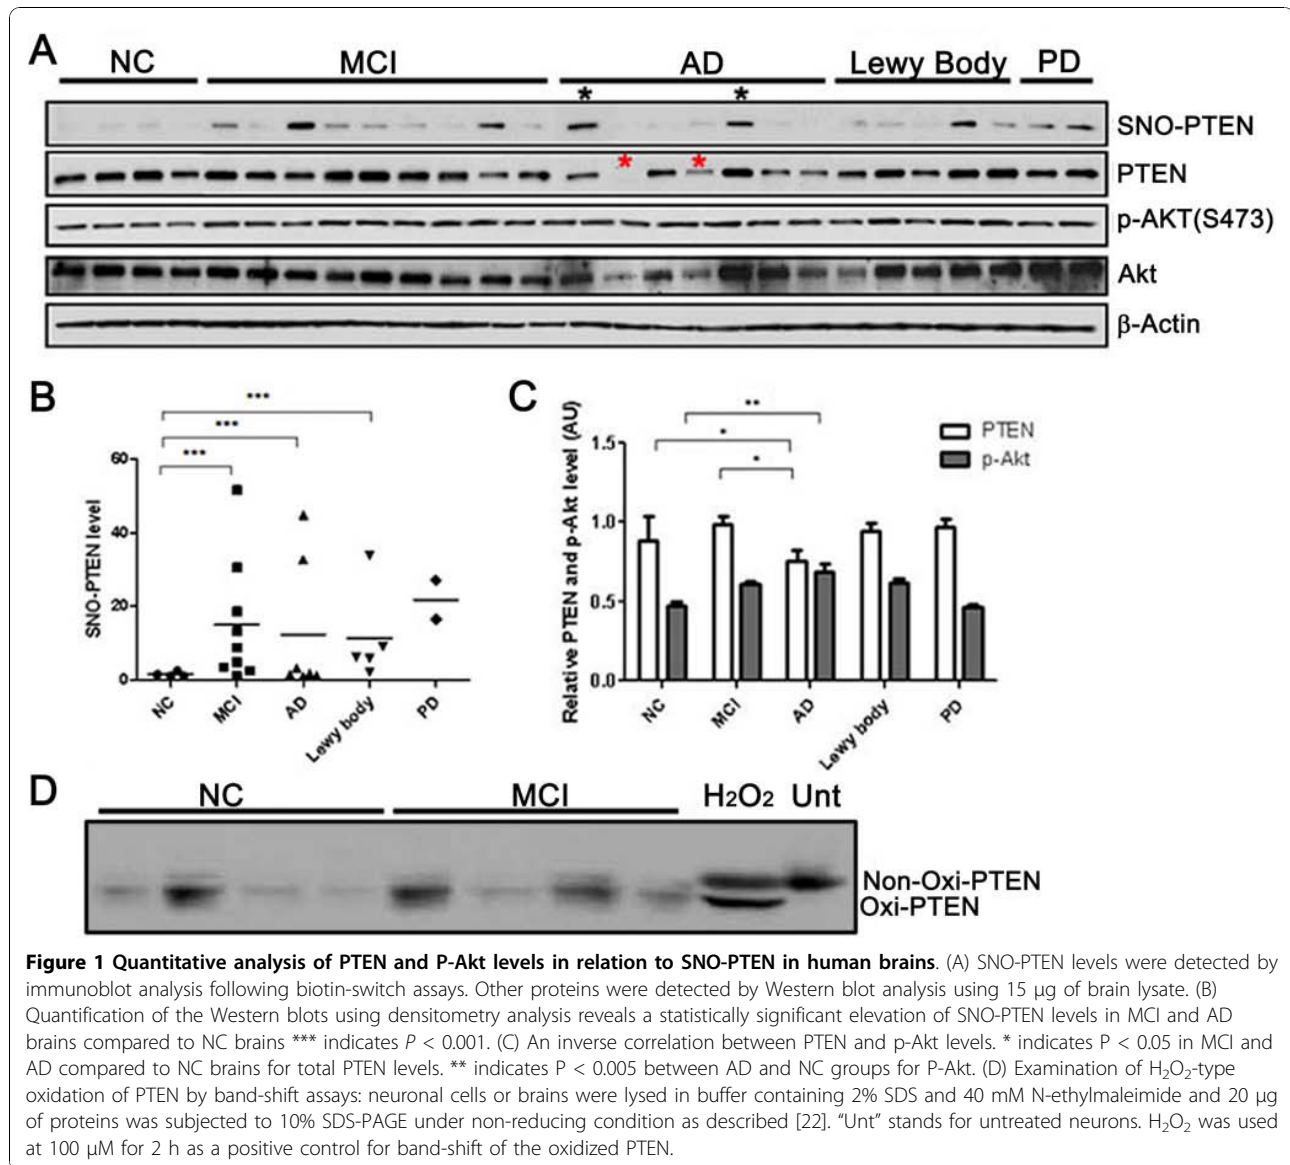 A
NC MCI AD Lewy Body PD
* *
SNO-PTEN
* *
PTEN
p-AKT(S473)
Akt
β-Actin
B
***
***
***
60
40
20
0
SNO-PTEN level
NC MCI AD Lewy body PD
C
**
*
*
PTEN
p-Akt
1.5
1.0
0.5
0.0
Relative PTEN and p-Akt level (AU)
NC MCI AD Lewy body PD
D
NC MCI H2O2 Unt
Non-Oxi-PTEN
Oxi-PTEN
Figure 1 Quantitative analysis of PTEN and P-Akt levels in relation to SNO-PTEN in human brains. (A) SNO-PTEN levels were detected by
immunoblot analysis following biotin-switch assays. Other proteins were detected by Western blot analysis using 15 μg of brain lysate. (B)
Quantification of the Western blots using densitometry analysis reveals a statistically significant elevation of SNO-PTEN levels in MCI and AD
brains compared to NC brains *** indicates P < 0.001. (C) An inverse correlation between PTEN and p-Akt levels. * indicates P < 0.05 in MCI and
AD compared to NC brains for total PTEN levels. ** indicates P < 0.005 between AD and NC groups for P-Akt. (D) Examination of H2O2-type
oxidation of PTEN by band-shift assays: neuronal cells or brains were lysed in buffer containing 2% SDS and 40 mM N-ethylmaleimide and 20 μg
of proteins was subjected to 10% SDS-PAGE under non-reducing condition as described [22]. “Unt” stands for untreated neurons. H2O2 was used
at 100 μM for 2 h as a positive control for band-shift of the oxidized PTEN.